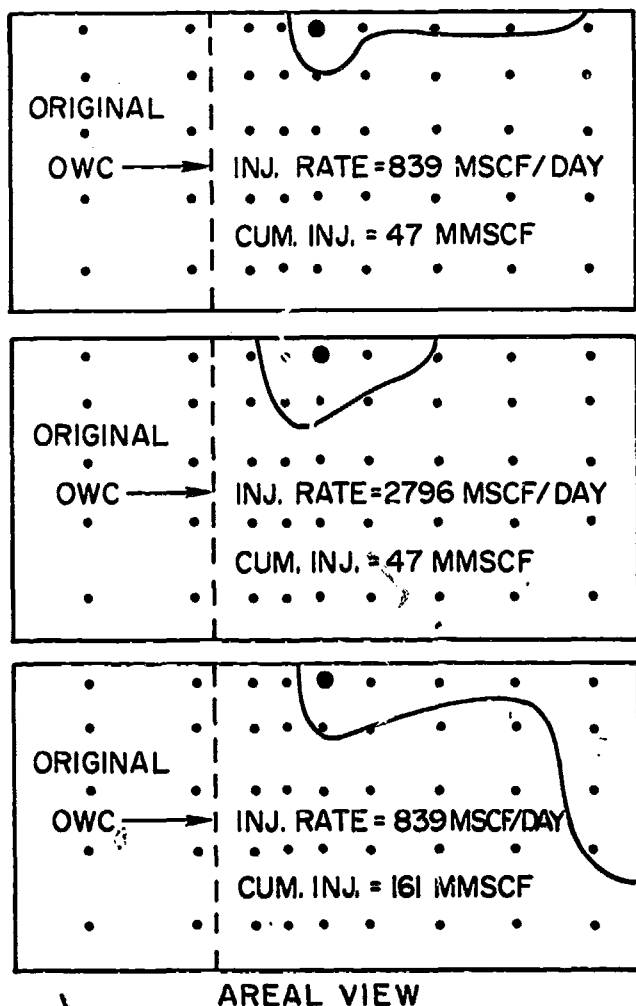 ORIGINAL
OWC INJ. RATE=839 MSCF/DAY
CUM. INJ. = 47 MMSCF
ORIGINAL
OWC INJ. RATE=2796 MSCF/DAY
CUM. INJ. = 47 MMSCF
ORIGINAL
OWC INJ. RATE = 839 MSCF/DAY
CUM. INJ. = 161 MMSCF
AREAL VIEW